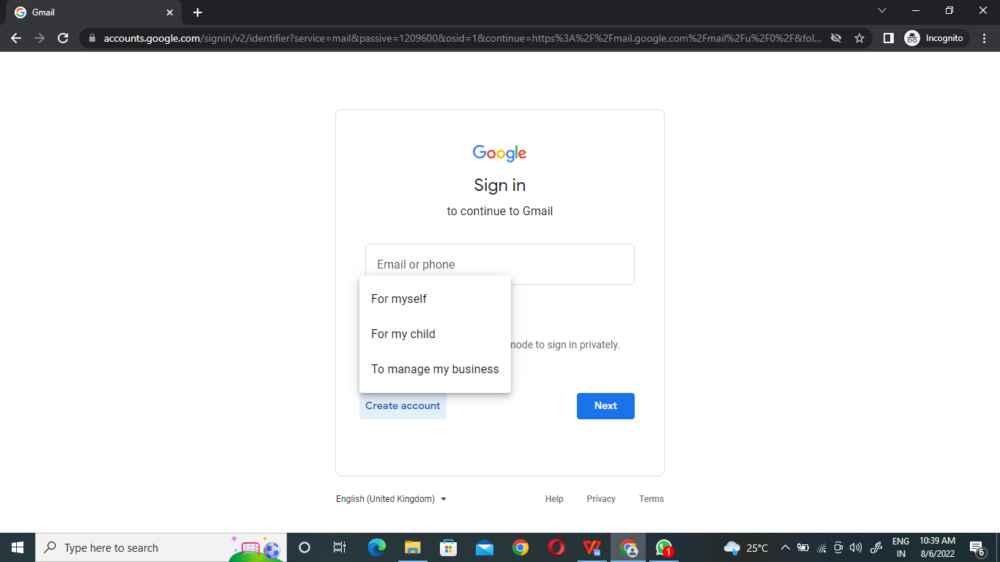 Gmail
accounts.google.com/signin/v2/identifier?service=mail&passive=1209600&osid=1&continue=https%3A%2F%2Fmail.google.com%2Fmail%2Fu%2F0%2F&fol...
Incognito
Google
Sign in
to continue to Gmail
Email or phone
For myself
For my child
mode to sign in privately.
To manage my business
Create account
Next
English (United Kingdom)
Help
Privacy
Terms
Type here to search
1
25°C
ENG
IN
10:39 AM
8/6/2022
6